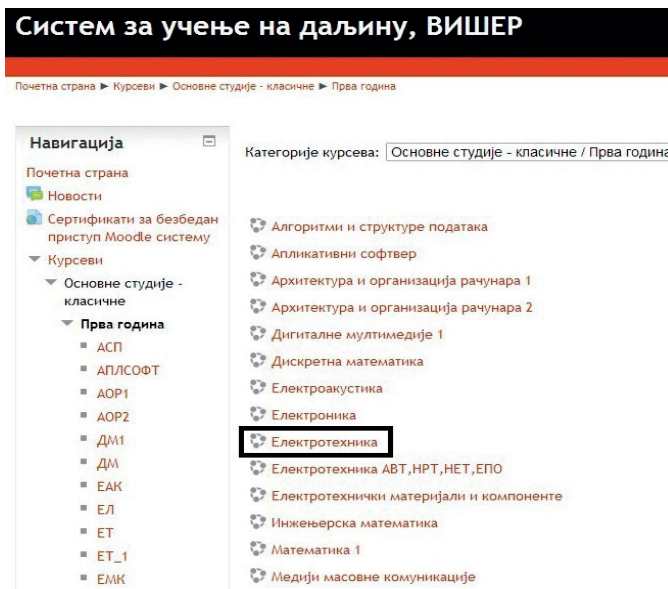 Систем за учење на даљину, ВИШЕР
Почетна страна ► Курсеви ► Основне студије - класичне ► Прва година
Навигација
Почетна страна
Новости
Сертификати за безбедан
приступ Moodle систему
Курсеви
Основне студије -
класичне
Прва година
АСП
АПЛСОФТ
АОР1
АОР2
ДМ1
ДМ
ЕАК
ЕЛ
ЕТ
ЕТ_1
ЕМК
Категорије курсева: Основне студије - класичне / Прва година
Алгоритми и структуре података
Апликативни софтвер
Архитектура и организација рачунара 1
Архитектура и организација рачунара 2
Дигиталне мултимедије 1
Дискретна математика
Електроакустика
Електроника
Електротехника
Електротехника АВТ,НРТ,НЕТ,ЕПО
Електротехнички материјали и компоненте
Инжењерска математика
Математика 1
Медији масовне комуникације